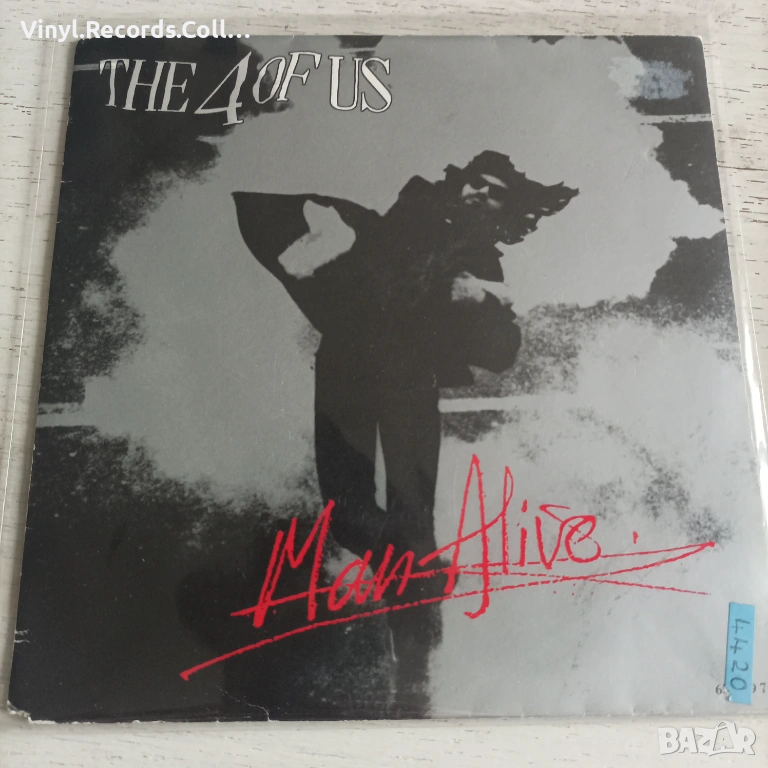 Vinyl.Records.Coll...
THE 4 OF US
Man Alive.
4420
BAZAR